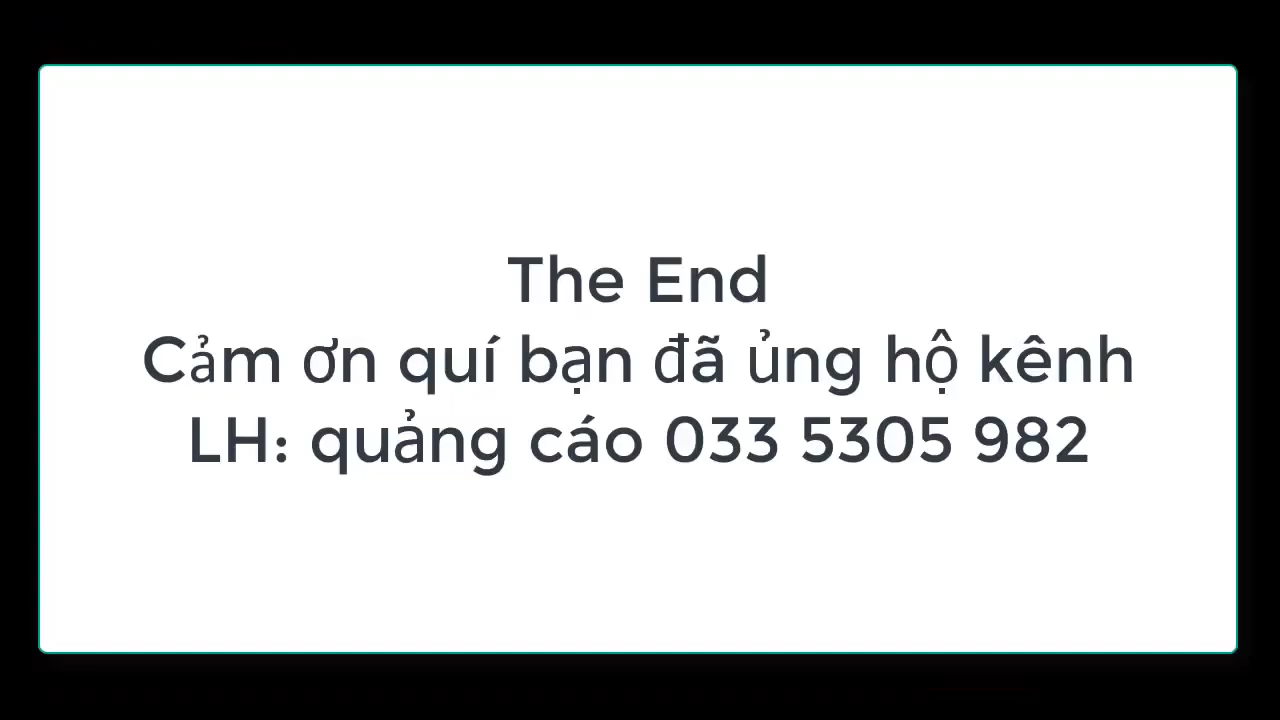 The End
Cảm ơn quí bạn đã ủng hộ kênh
LH: quảng cáo 033 5305 982